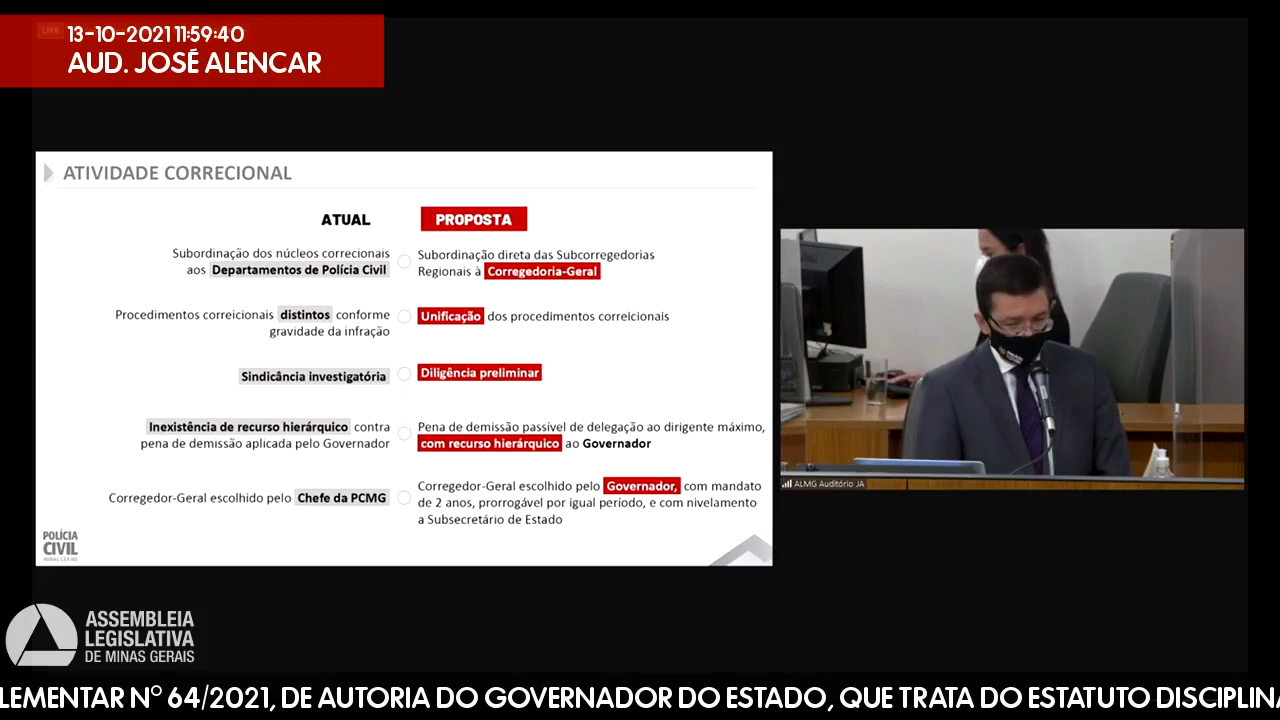 LIVE
13-10-2021 11:59:40
AUD. JOSÉ ALENCAR
ATIVIDADE CORRECIONAL
ATUAL
PROPOSTA
Subordinação dos núcleos correcionais
aos Departamentos de Polícia Civil
Subordinação direta das Subcorregedorias
Regionais à Corregedoria-Geral
Procedimentos correicionais distintos conforme
gravidade da infração
Unificação dos procedimentos correicionais
Sindicância investigatória
Diligência preliminar
Inexistência de recurso hierárquico contra
pena de demissão aplicada pelo Governador
Pena de demissão passível de delegação ao dirigente máximo,
com recurso hierárquico ao Governador
Corregedor-Geral escolhido pelo Chefe da PCMG
Corregedor-Geral escolhido pelo Governador, com mandato
de 2 anos, prorrogável por igual período, e com nivelamento
a Subsecretário de Estado
POLÍCIA
CIVIL
MINAS GERAIS
ALMG Auditório JA
ASSEMBLEIA
LEGISLATIVA
DE MINAS GERAIS
LEMENTAR Nº 64/2021, DE AUTORIA DO GOVERNADOR DO ESTADO, QUE TRATA DO ESTATUTO DISCIPLINA